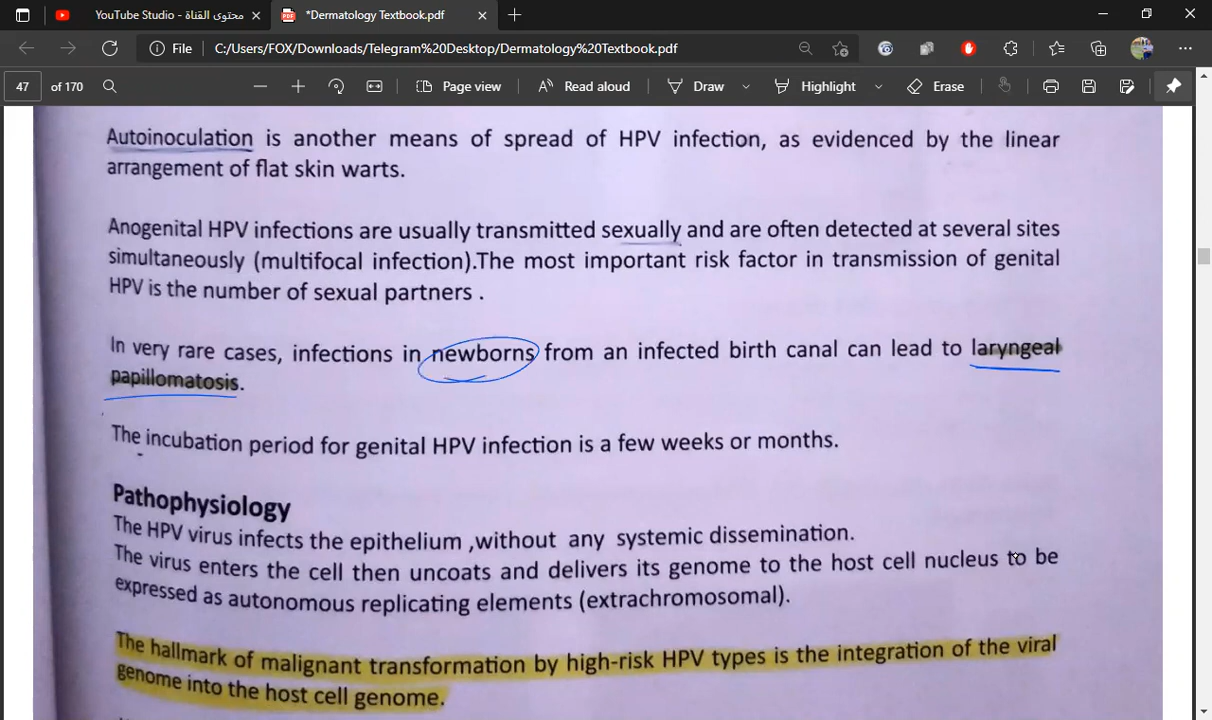 YouTube Studio - محتوى القناة
*Dermatology Textbook.pdf
File C:/Users/FOX/Downloads/Telegram%20Desktop/Dermatology%20Textbook.pdf
47 of 170 Page view Read aloud Draw Highlight Erase
Autoinoculation is another means of spread of HPV infection, as evidenced by the linear
arrangement of flat skin warts.
Anogenital HPV infections are usually transmitted sexually and are often detected at several sites
simultaneously (multifocal infection).The most important risk factor in transmission of genital
HPV is the number of sexual partners .
In very rare cases, infections in newborns from an infected birth canal can lead to laryngeal
papillomatosis.
The incubation period for genital HPV infection is a few weeks or months.
Pathophysiology
The HPV virus infects the epithelium ,without any systemic dissemination.
The virus enters the cell then uncoats and delivers its genome to the host cell nucleus to be
expressed as autonomous replicating elements (extrachromosomal).
The hallmark of malignant transformation by high-risk HPV types is the integration of the viral
genome into the host cell genome.